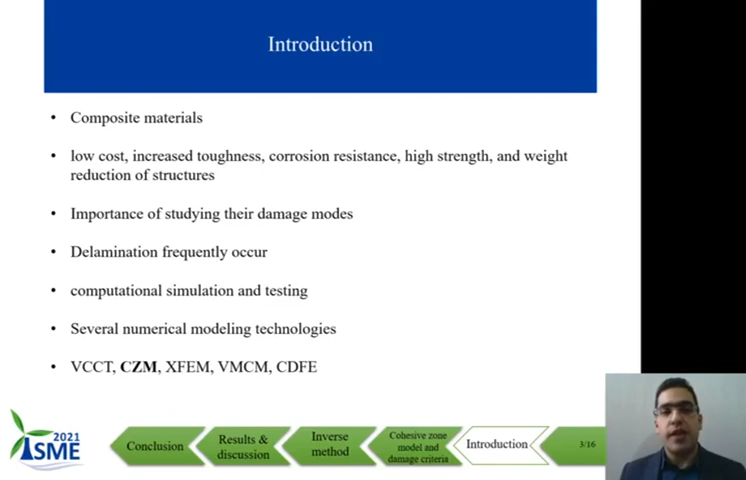 Introduction
• Composite materials
• low cost, increased toughness, corrosion resistance, high strength, and weight
reduction of structures
• Importance of studying their damage modes
• Delamination frequently occur
• computational simulation and testing
• Several numerical modeling technologies
• VCCT, CZM, XFEM, VMCM, CDFE
2021
ISME
Conclusion
Results &
discussion
Inverse
method
Cohesive zone
model and
damage criteria
Introduction
3/16